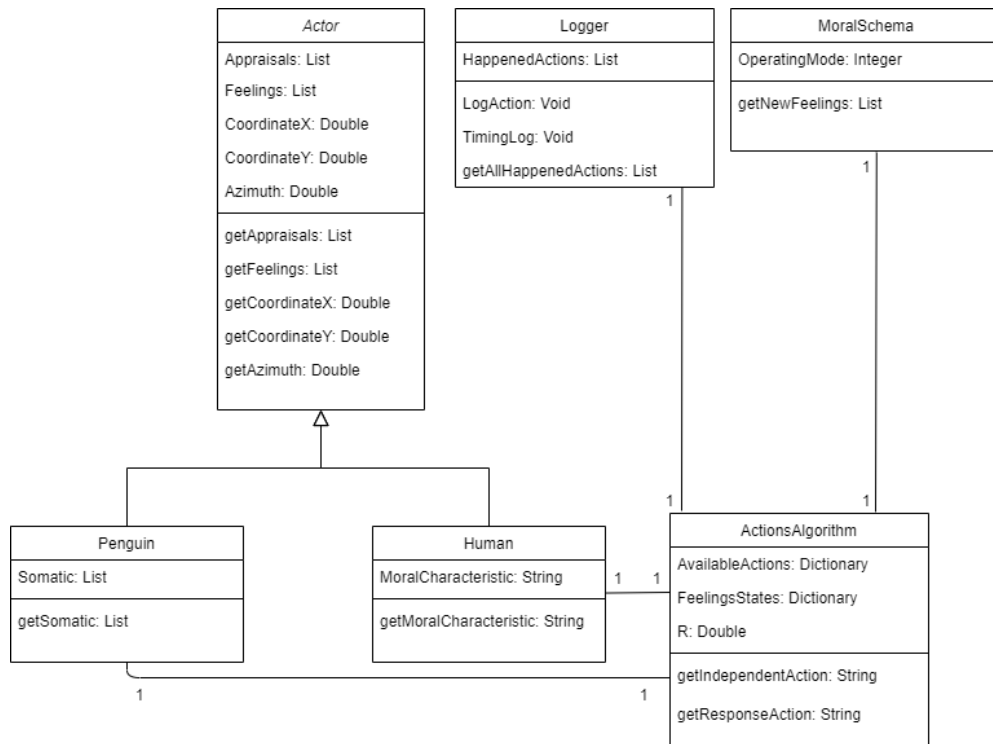 Actor
Appraisals: List
Feelings: List
CoordinateX: Double
CoordinateY: Double
Azimuth: Double
getAppraisals: List
getFeelings: List
getCoordinateX: Double
getCoordinateY: Double
getAzimuth: Double
Logger
HappenedActions: List
LogAction: Void
TimingLog: Void
getAllHappenedActions: List
MoralSchema
OperatingMode: Integer
getNewFeelings: List
1
1
1
1
Penguin
Somatic: List
getSomatic: List
Human
MoralCharacteristic: String
getMoralCharacteristic: String
1
1
ActionsAlgorithm
AvailableActions: Dictionary
FeelingsStates: Dictionary
R: Double
getIndependentAction: String
getResponseAction: String
1
1